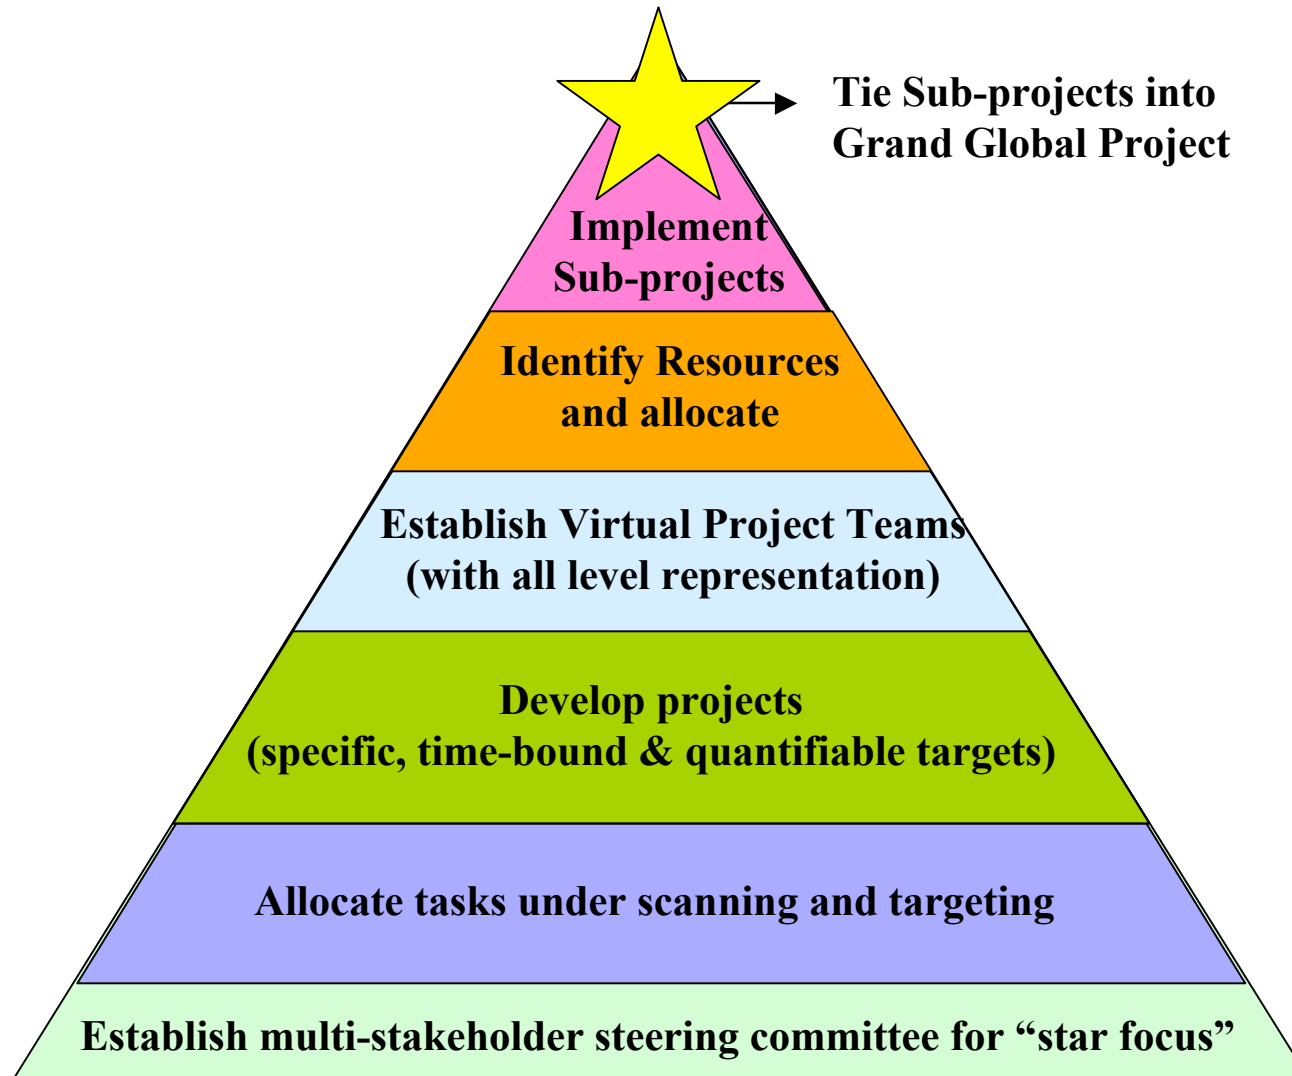 Tie Sub-projects into
Grand Global Project
Implement
Sub-projects
Identify Resources
and allocate
Establish Virtual Project Teams
(with all level representation)
Develop projects
(specific, time-bound & quantifiable targets)
Allocate tasks under scanning and targeting
Establish multi-stakeholder steering committee for “star focus”